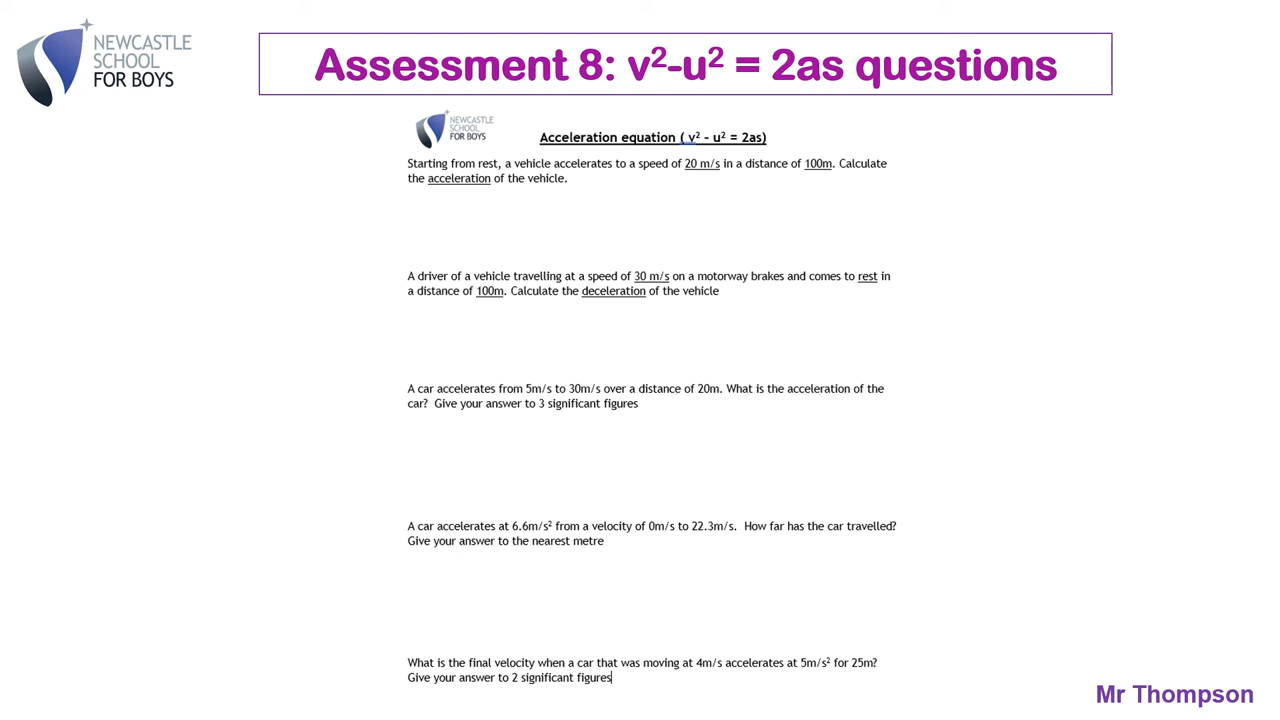 NEWCASTLE
SCHOOL
FOR BOYS
Assessment 8: v²-u² = 2as questions
NEWCASTLE
SCHOOL
FOR BOYS
Acceleration equation ( v² – u² = 2as)
Starting from rest, a vehicle accelerates to a speed of 20 m/s in a distance of 100m. Calculate
the acceleration of the vehicle.
A driver of a vehicle travelling at a speed of 30 m/s on a motorway brakes and comes to rest in
a distance of 100m. Calculate the deceleration of the vehicle
A car accelerates from 5m/s to 30m/s over a distance of 20m. What is the acceleration of the
car?  Give your answer to 3 significant figures
A car accelerates at 6.6m/s² from a velocity of 0m/s to 22.3m/s.  How far has the car travelled?
Give your answer to the nearest metre
What is the final velocity when a car that was moving at 4m/s accelerates at 5m/s² for 25m?
Give your answer to 2 significant figures
Mr Thompson